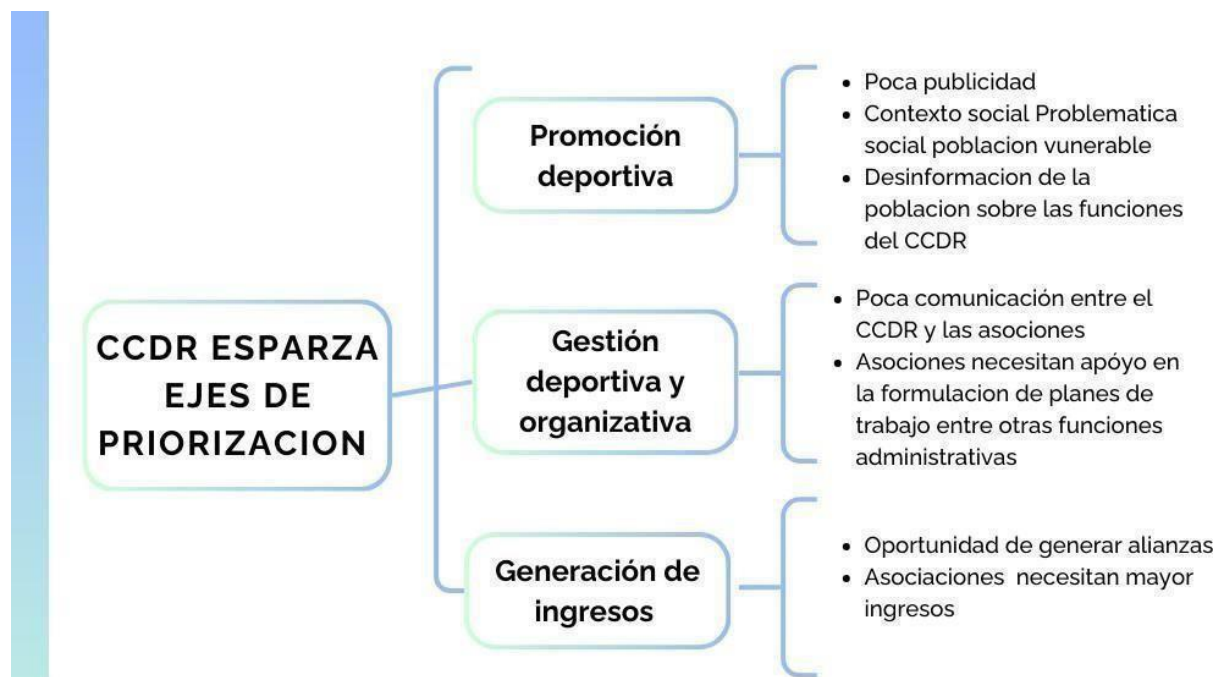 CCDR ESPARZA
EJES DE
PRIORIZACION
Promoción
deportiva
• Poca publicidad
• Contexto social Problematica
social poblacion vunerable
• Desinformacion de la
poblacion sobre las funciones
del CCDR
Gestión
deportiva y
organizativa
• Poca comunicación entre el
CCDR y las asociones
• Asociones necesitan apóyo en
la formulacion de planes de
trabajo entre otras funciones
administrativas
Generación de
ingresos
• Oportunidad de generar alianzas
• Asociaciones necesitan mayor
ingresos